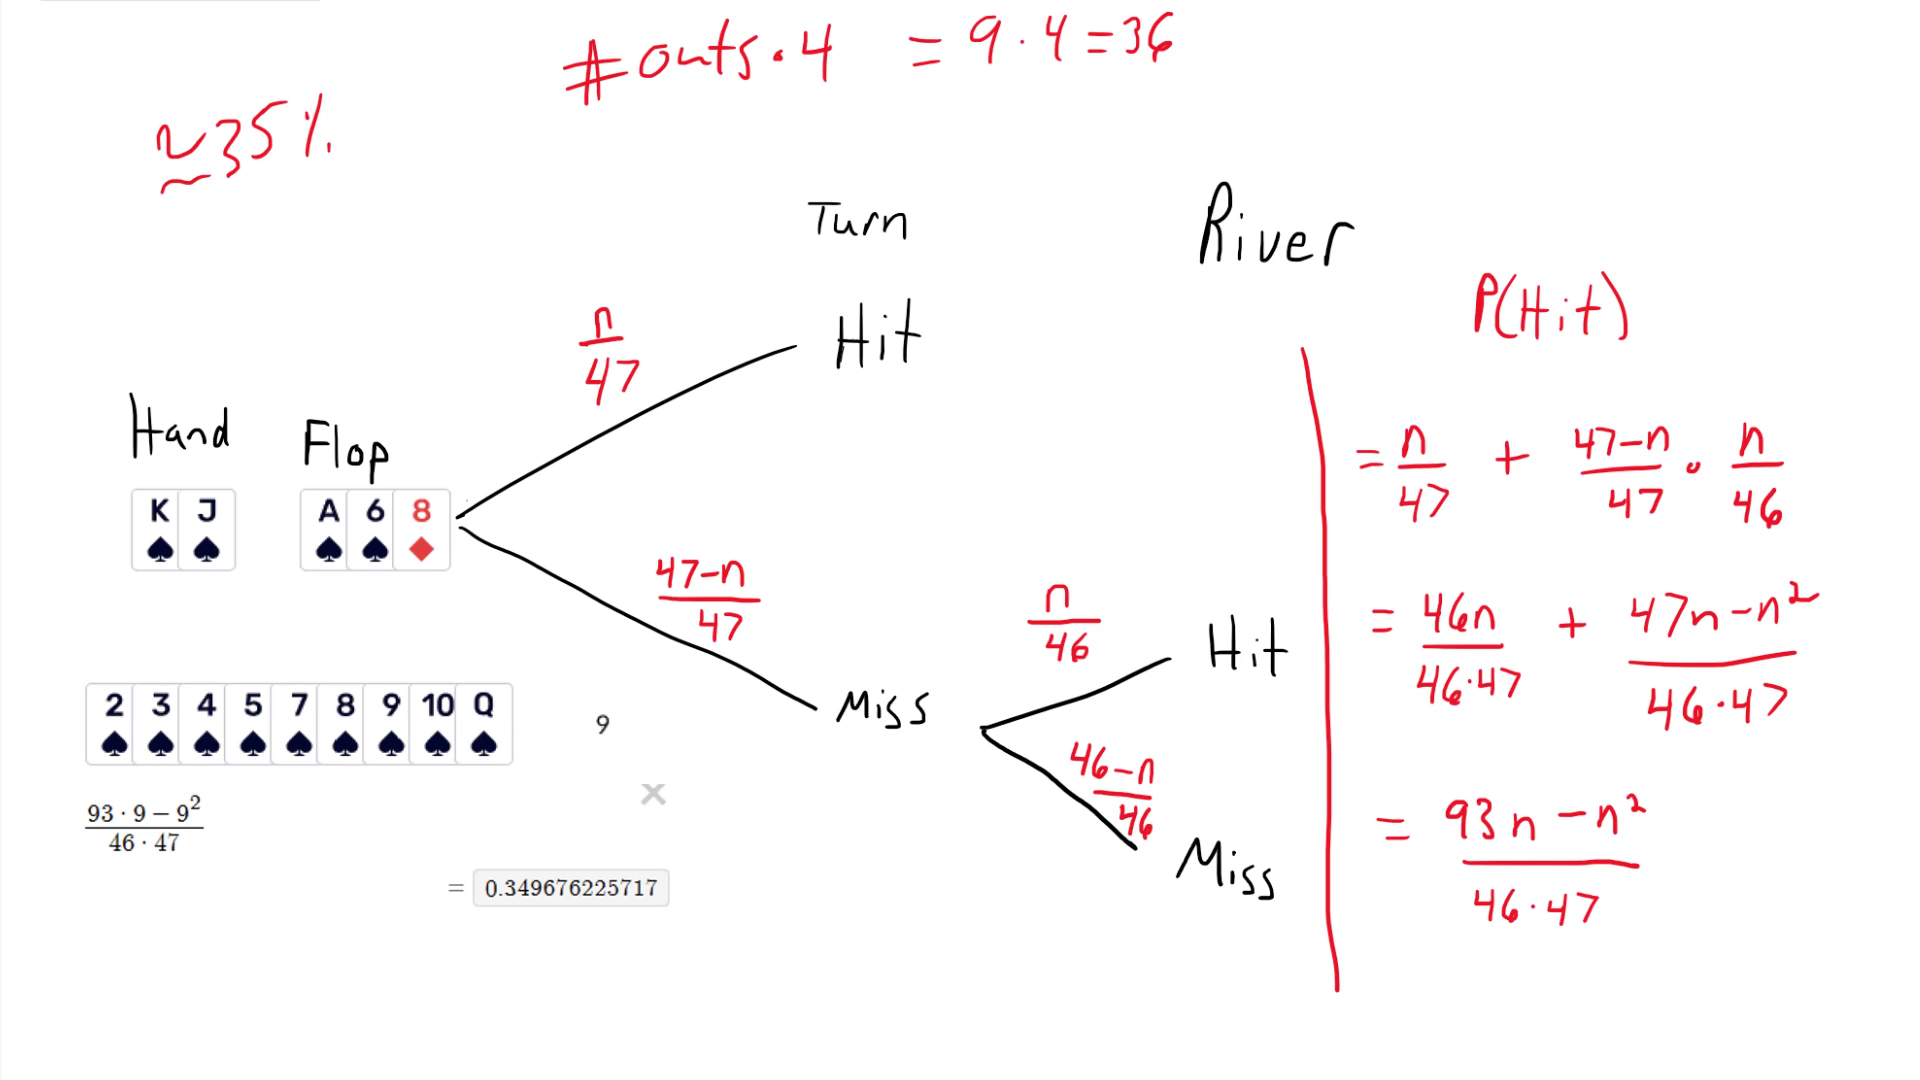 # outs · 4 = 9 · 4 = 36
≈35%
Turn
River
P(Hit)
n/47
Hit
Hand
Flop
K♠ J♠
A♠ 6♠ 8♦
= n/47 + 47-n/47 · n/46
47-n/47
n/46
Hit
= 46n/46·47 + 47n-n²/46·47
2♠ 3♠ 4♠ 5♠ 7♠ 8♠ 9♠ 10♠ Q♠
9
Miss
46-n/46
Miss
93 · 9 − 9²/46 · 47
= 0.349676225717
= 93n-n²/46·47